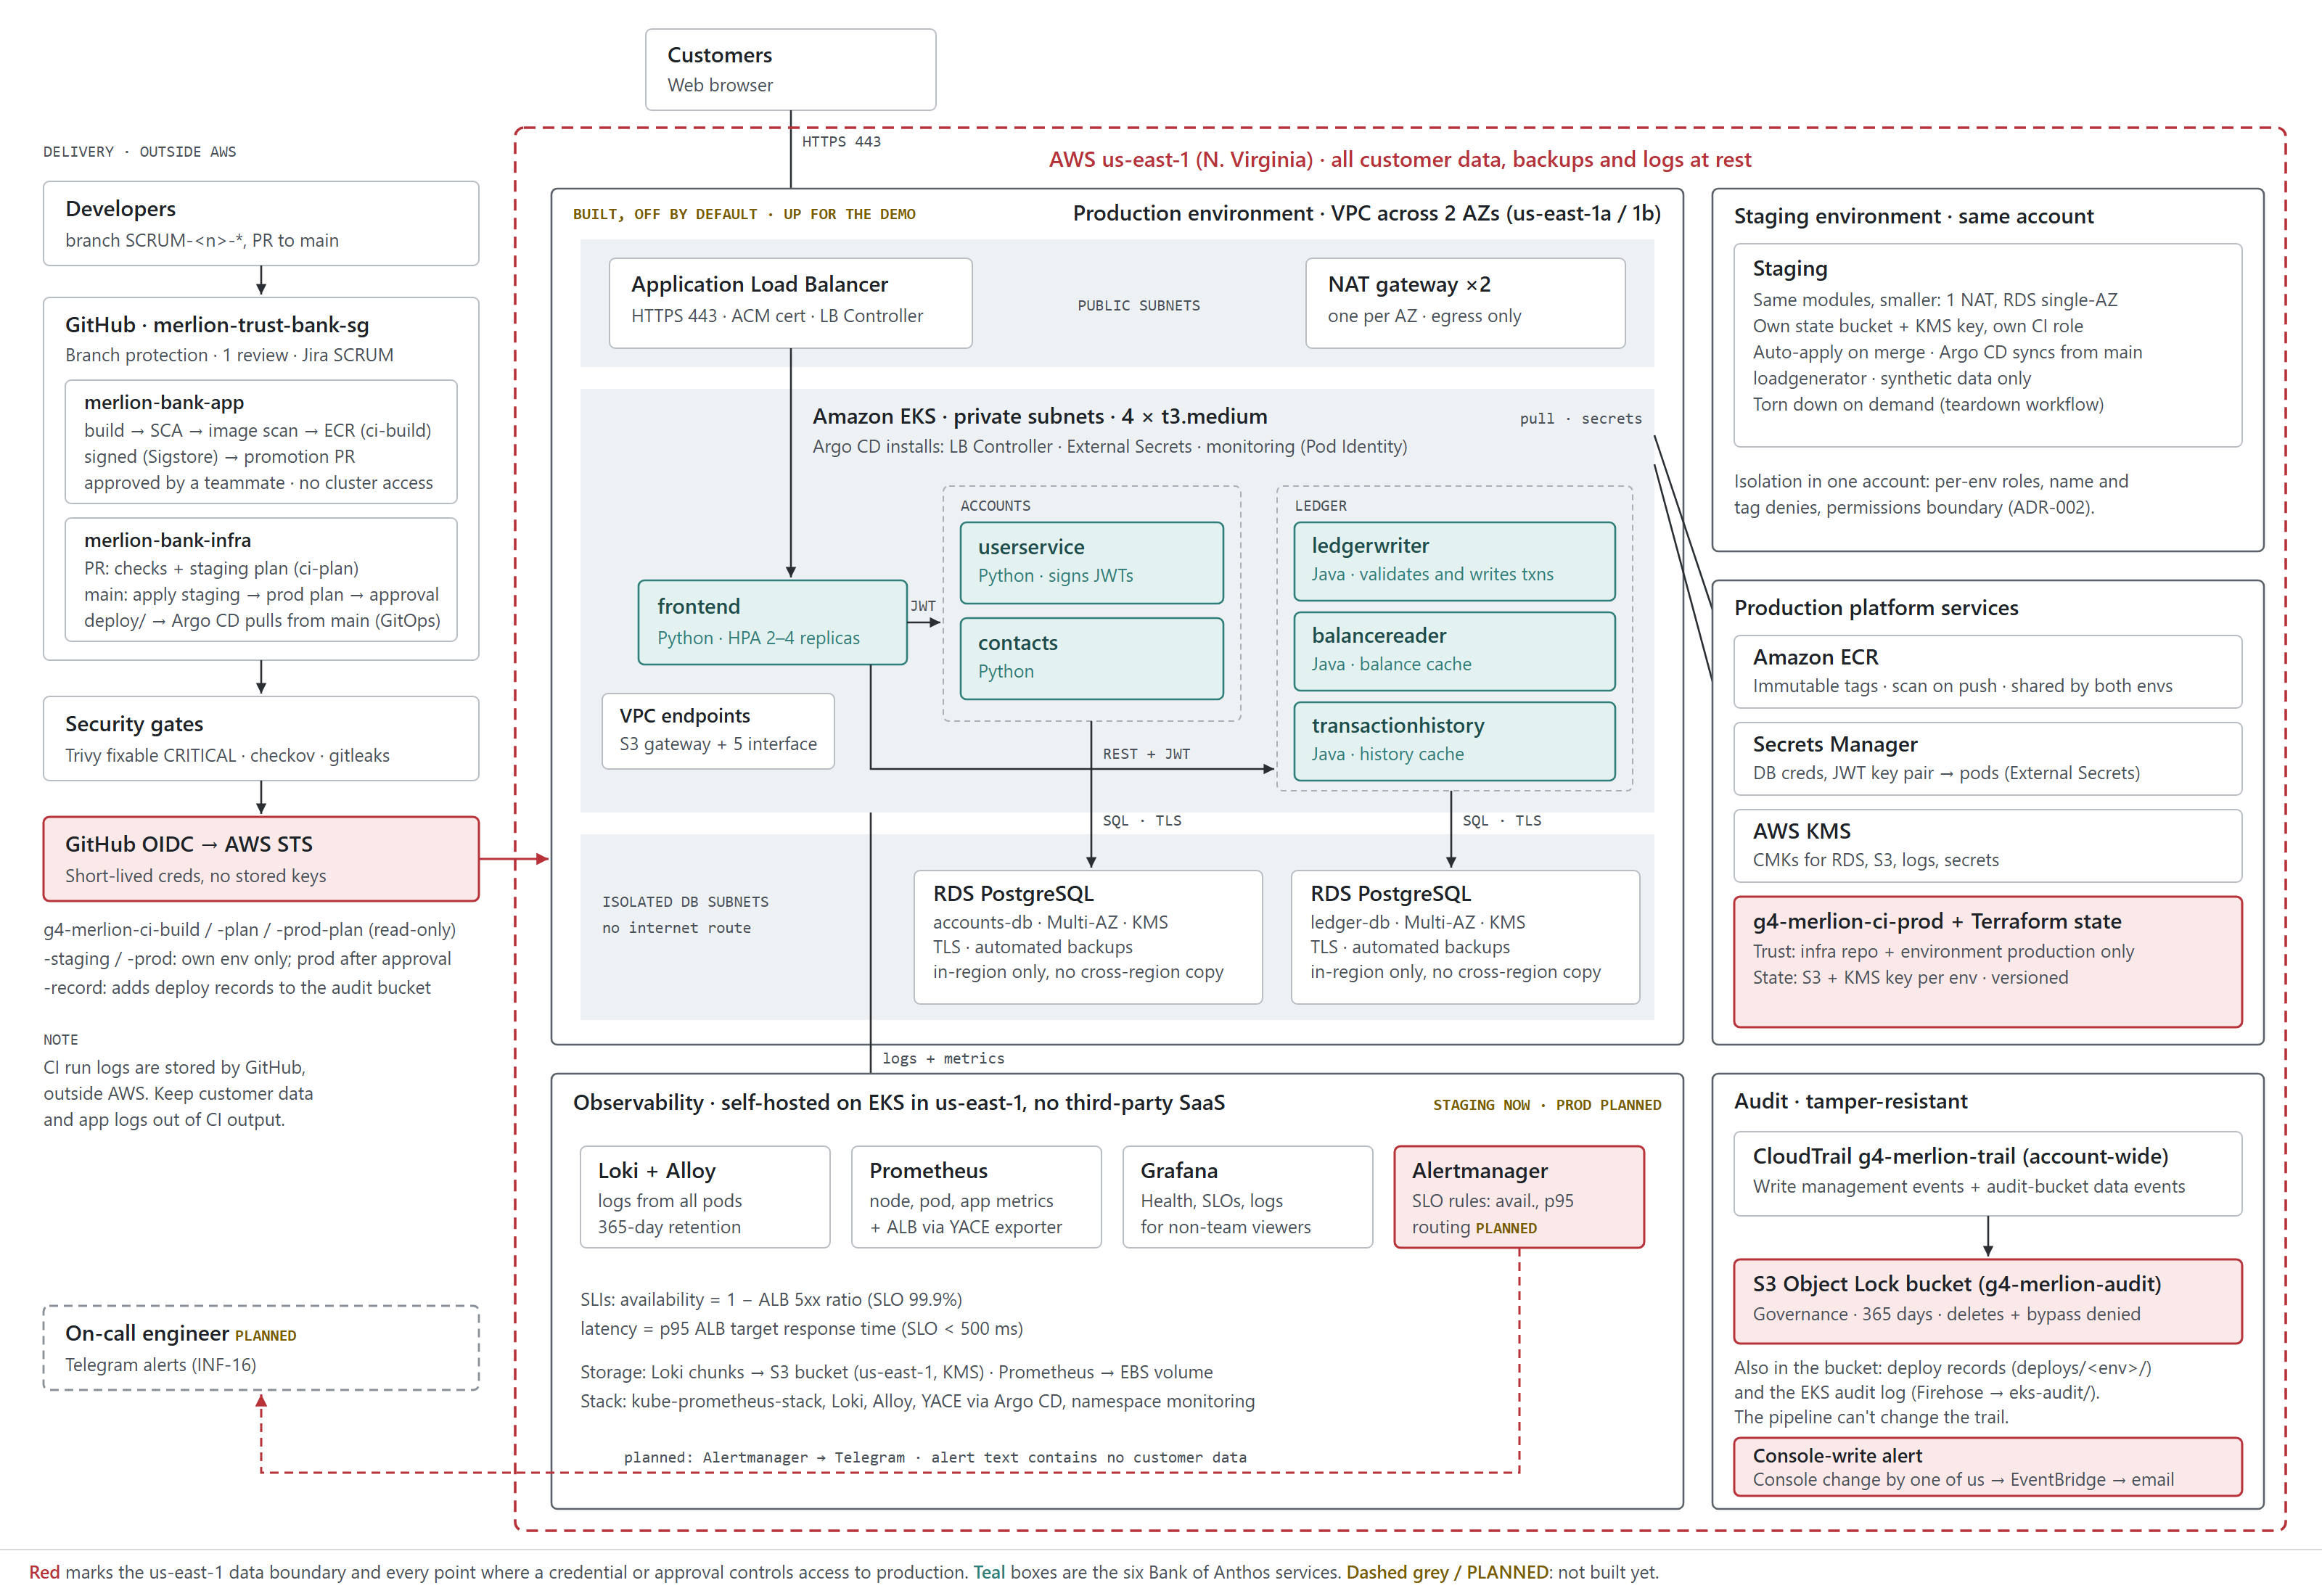 Customers
Web browser
HTTPS 443
DELIVERY · OUTSIDE AWS
Developers
branch SCRUM-<n>-*, PR to main
GitHub · merlion-trust-bank-sg
Branch protection · 1 review · Jira SCRUM
merlion-bank-app
build → SCA → image scan → ECR (ci-build)
signed (Sigstore) → promotion PR
approved by a teammate · no cluster access
merlion-bank-infra
PR: checks + staging plan (ci-plan)
main: apply staging → prod plan → approval
deploy/ → Argo CD pulls from main (GitOps)
Security gates
Trivy fixable CRITICAL · checkov · gitleaks
GitHub OIDC → AWS STS
Short-lived creds, no stored keys
g4-merlion-ci-build / -plan / -prod-plan (read-only)
-staging / -prod: own env only; prod after approval
-record: adds deploy records to the audit bucket
NOTE
CI run logs are stored by GitHub,
outside AWS. Keep customer data
and app logs out of CI output.
On-call engineer PLANNED
Telegram alerts (INF-16)
AWS us-east-1 (N. Virginia) · all customer data, backups and logs at rest
BUILT, OFF BY DEFAULT · UP FOR THE DEMO
Production environment · VPC across 2 AZs (us-east-1a / 1b)
Application Load Balancer
HTTPS 443 · ACM cert · LB Controller
PUBLIC SUBNETS
NAT gateway ×2
one per AZ · egress only
Amazon EKS · private subnets · 4 × t3.medium
Argo CD installs: LB Controller · External Secrets · monitoring (Pod Identity)
pull · secrets
frontend
Python · HPA 2–4 replicas
JWT
ACCOUNTS
userservice
Python · signs JWTs
contacts
Python
LEDGER
ledgerwriter
Java · validates and writes txns
balancereader
Java · balance cache
transactionhistory
Java · history cache
VPC endpoints
S3 gateway + 5 interface
REST + JWT
SQL · TLS
SQL · TLS
ISOLATED DB SUBNETS
no internet route
RDS PostgreSQL
accounts-db · Multi-AZ · KMS
TLS · automated backups
in-region only, no cross-region copy
RDS PostgreSQL
ledger-db · Multi-AZ · KMS
TLS · automated backups
in-region only, no cross-region copy
logs + metrics
Observability · self-hosted on EKS in us-east-1, no third-party SaaS
STAGING NOW · PROD PLANNED
Loki + Alloy
logs from all pods
365-day retention
Prometheus
node, pod, app metrics
+ ALB via YACE exporter
Grafana
Health, SLOs, logs
for non-team viewers
Alertmanager
SLO rules: avail., p95
routing PLANNED
SLIs: availability = 1 − ALB 5xx ratio (SLO 99.9%)
latency = p95 ALB target response time (SLO < 500 ms)
Storage: Loki chunks → S3 bucket (us-east-1, KMS) · Prometheus → EBS volume
Stack: kube-prometheus-stack, Loki, Alloy, YACE via Argo CD, namespace monitoring
planned: Alertmanager → Telegram · alert text contains no customer data
Staging environment · same account
Staging
Same modules, smaller: 1 NAT, RDS single-AZ
Own state bucket + KMS key, own CI role
Auto-apply on merge · Argo CD syncs from main
loadgenerator · synthetic data only
Torn down on demand (teardown workflow)
Isolation in one account: per-env roles, name and
tag denies, permissions boundary (ADR-002).
Production platform services
Amazon ECR
Immutable tags · scan on push · shared by both envs
Secrets Manager
DB creds, JWT key pair → pods (External Secrets)
AWS KMS
CMKs for RDS, S3, logs, secrets
g4-merlion-ci-prod + Terraform state
Trust: infra repo + environment production only
State: S3 + KMS key per env · versioned
Audit · tamper-resistant
CloudTrail g4-merlion-trail (account-wide)
Write management events + audit-bucket data events
S3 Object Lock bucket (g4-merlion-audit)
Governance · 365 days · deletes + bypass denied
Also in the bucket: deploy records (deploys/<env>/)
and the EKS audit log (Firehose → eks-audit/).
The pipeline can't change the trail.
Console-write alert
Console change by one of us → EventBridge → email
Red marks the us-east-1 data boundary and every point where a credential or approval controls access to production. Teal boxes are the six Bank of Anthos services. Dashed grey / PLANNED: not built yet.